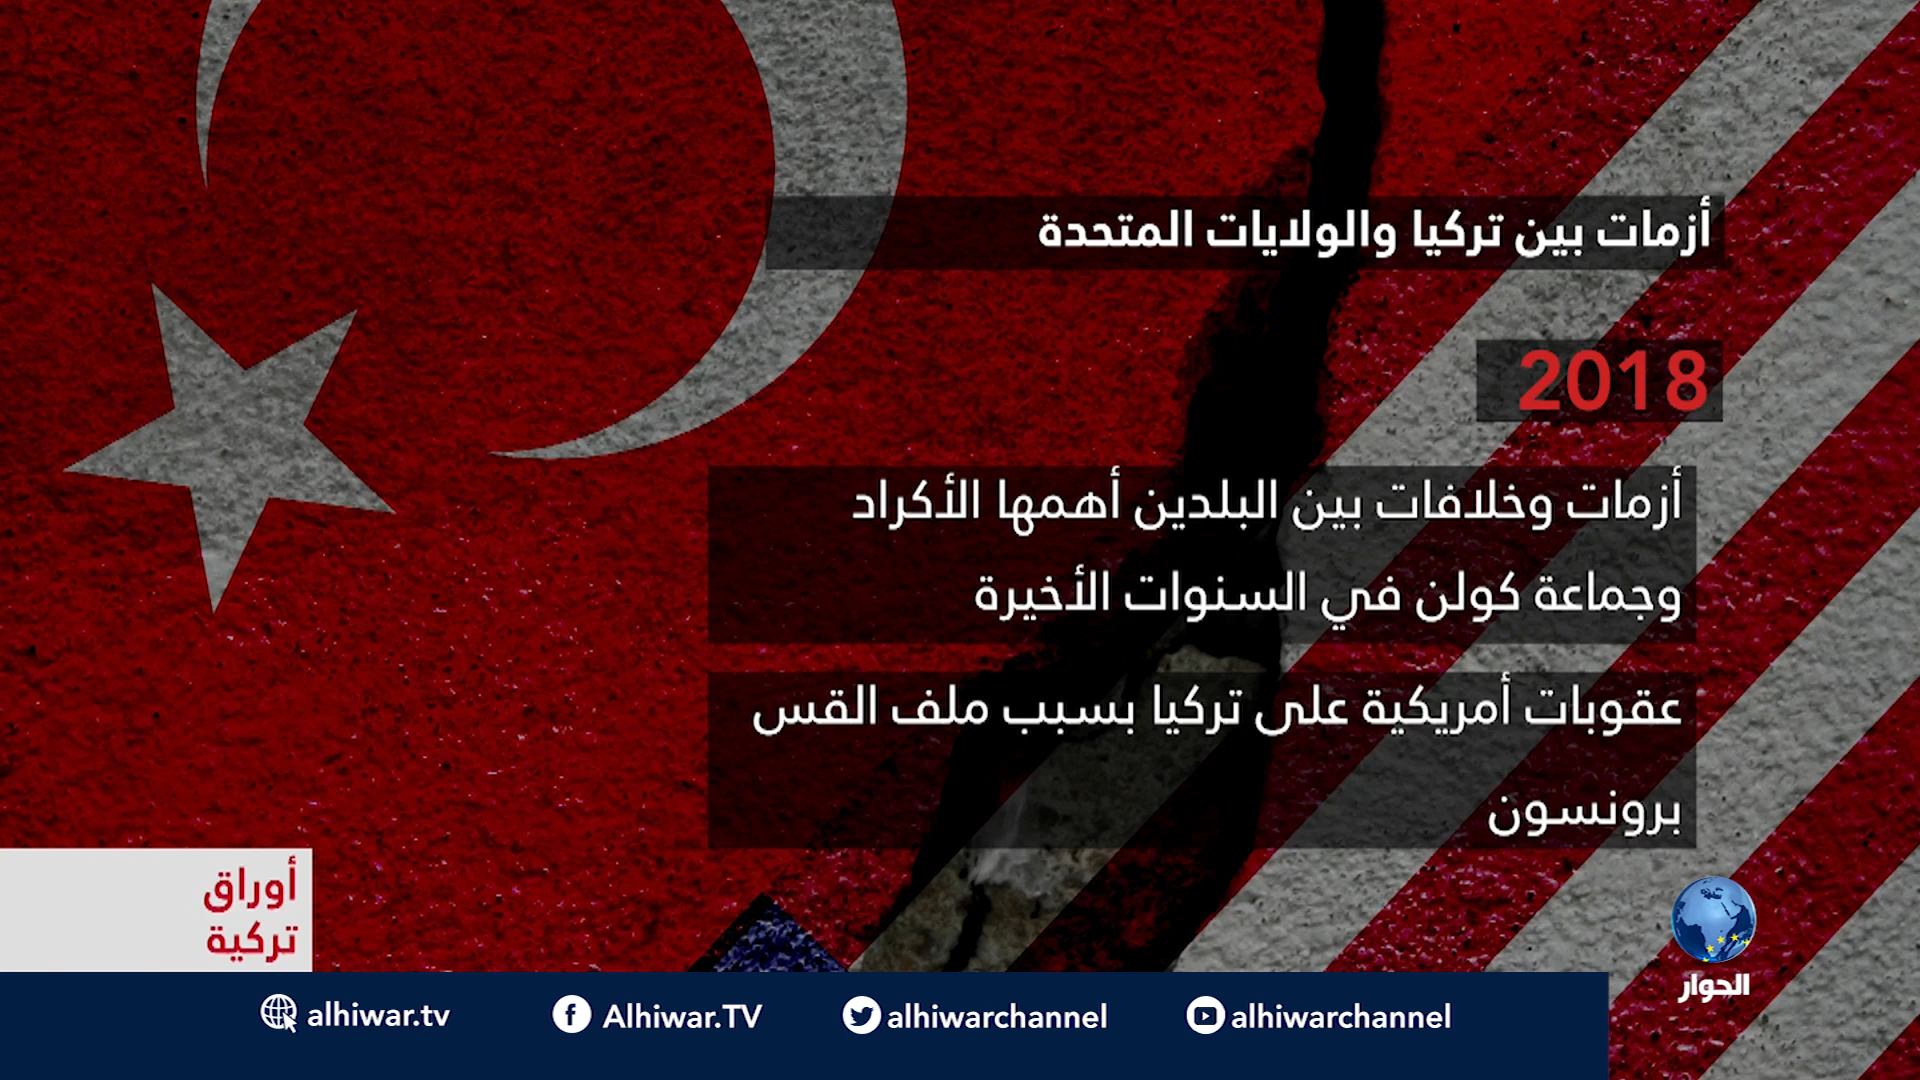 أزمات بين تركيا والولايات المتحدة
2018
أزمات وخلافات بين البلدين أهمها الأكراد
وجماعة كولن في السنوات الأخيرة
عقوبات أمريكية على تركيا بسبب ملف القس
برونسون
أوراق
تركية
الحوار
alhiwar.tv
Alhiwar.TV
alhiwarchannel
alhiwarchannel